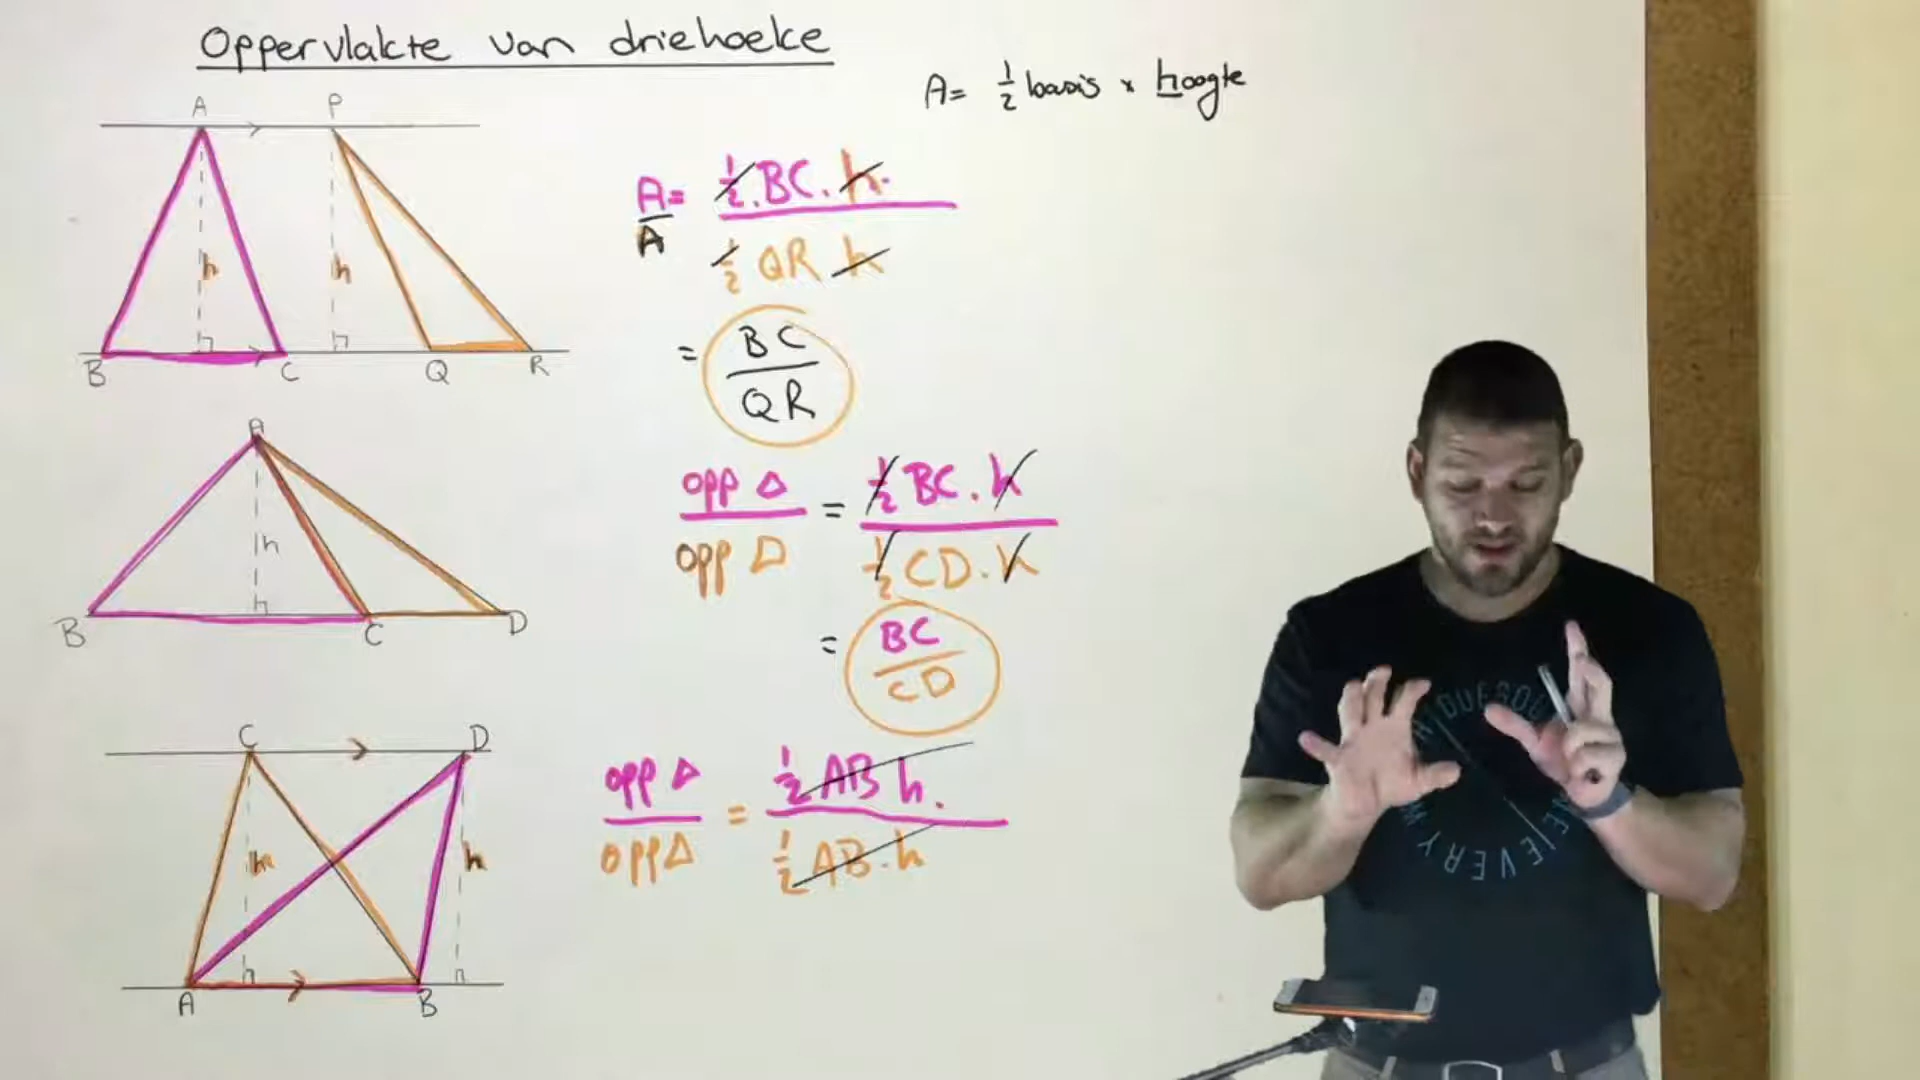 Oppervlakte van driehoeke
A = 1/2 basis × hoogte
A P
h h
B C Q R
A/A = 1/2.BC.h. / 1/2 QR h
= BC/QR
A
h
B C D
opp Δ / opp Δ = 1/2 BC.h / 1/2 CD.h
= BC/CD
C D
h h
A B
opp Δ / opp Δ = 1/2 AB h. / 1/2 AB.h